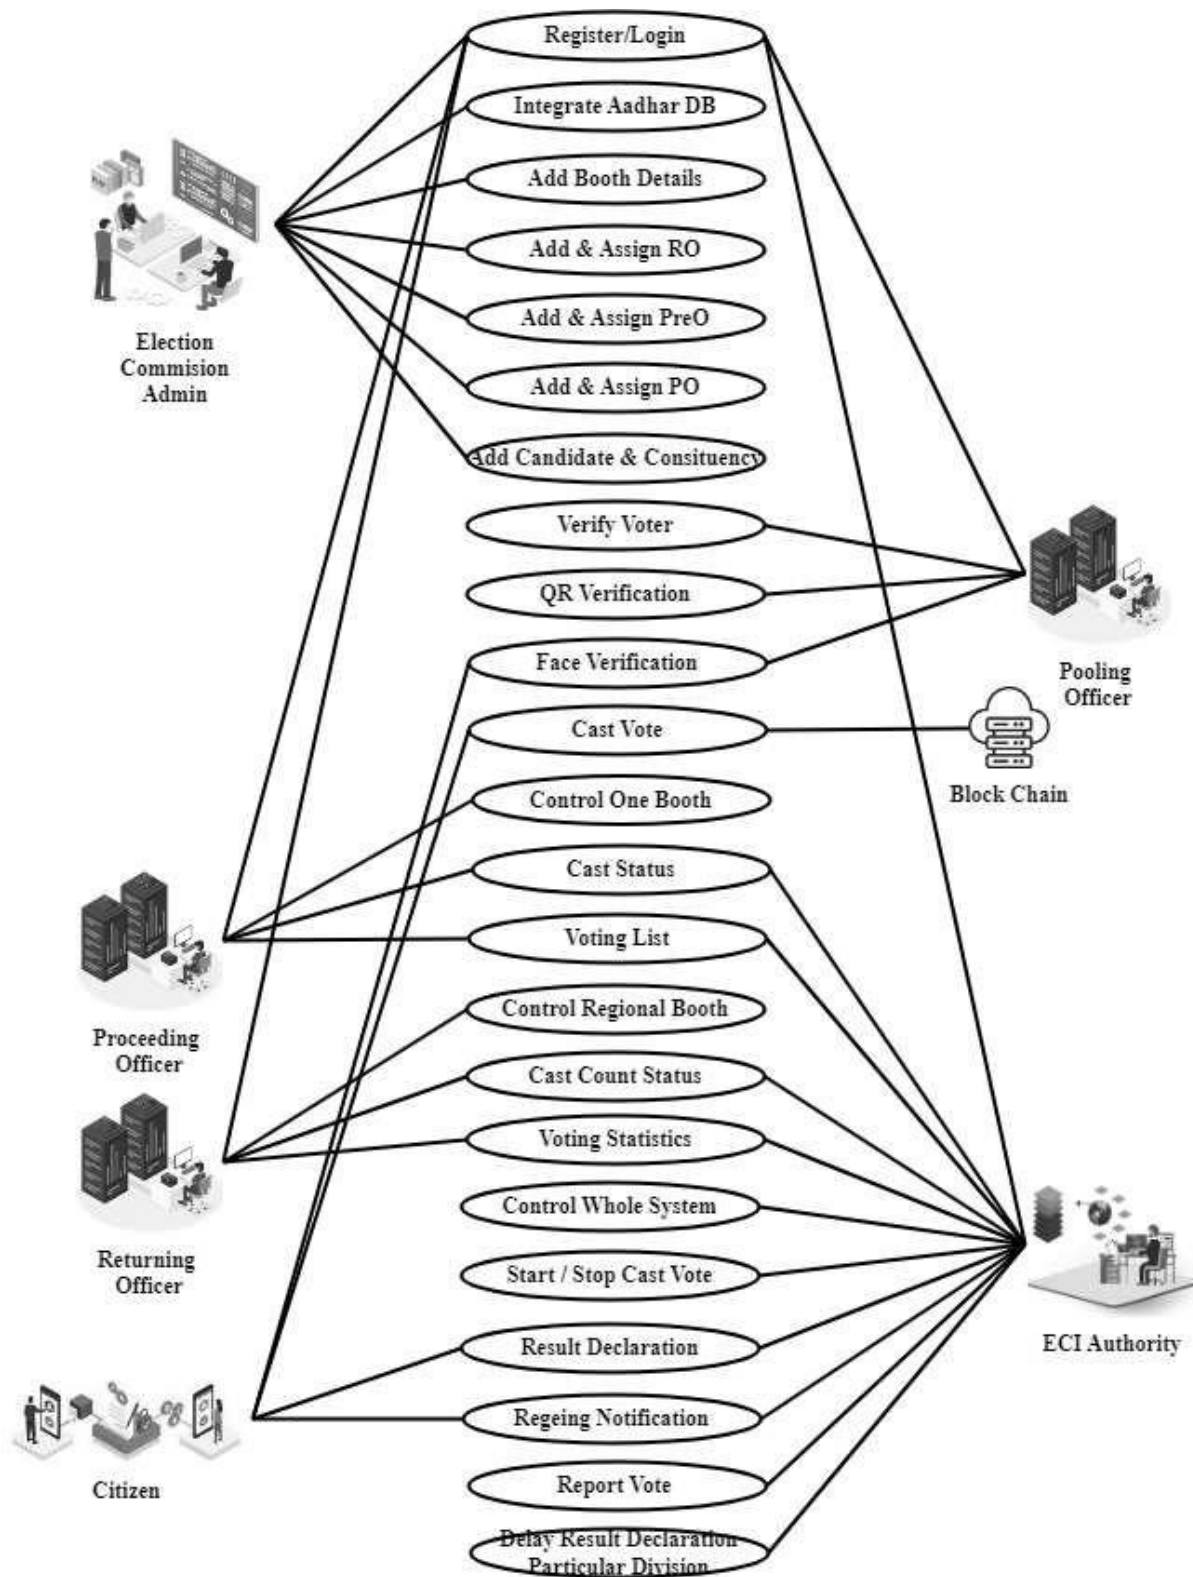 Register/Login
Integrate Aadhar DB
Add Booth Details
Add & Assign RO
Add & Assign PreO
Election
Commision
Admin
Add & Assign PO
Add Candidate & Consituency
Verify Voter
QR Verification
Face Verification
Pooling
Officer
Cast Vote
Block Chain
Control One Booth
Cast Status
Voting List
Control Regional Booth
Proceeding
Officer
Cast Count Status
Voting Statistics
Control Whole System
Returning
Officer
Start / Stop Cast Vote
Result Declaration
ECI Authority
Regeing Notification
Citizen
Report Vote
Delay Result Declaration
Particular Division